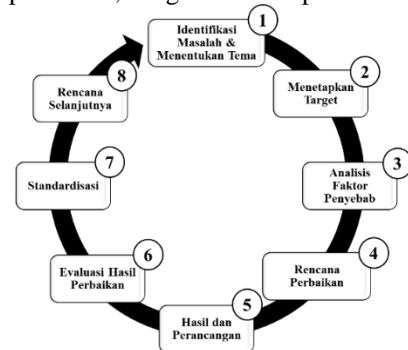 1
Identifikasi
Masalah &
Menentukan Tema
2
Menetapkan
Target
3
Analisis
Faktor
Penyebab
4
Rencana
Perbaikan
5
Hasil dan
Perancangan
6
Evaluasi Hasil
Perbaikan
7
Standardisasi
8
Rencana
Selanjutnya